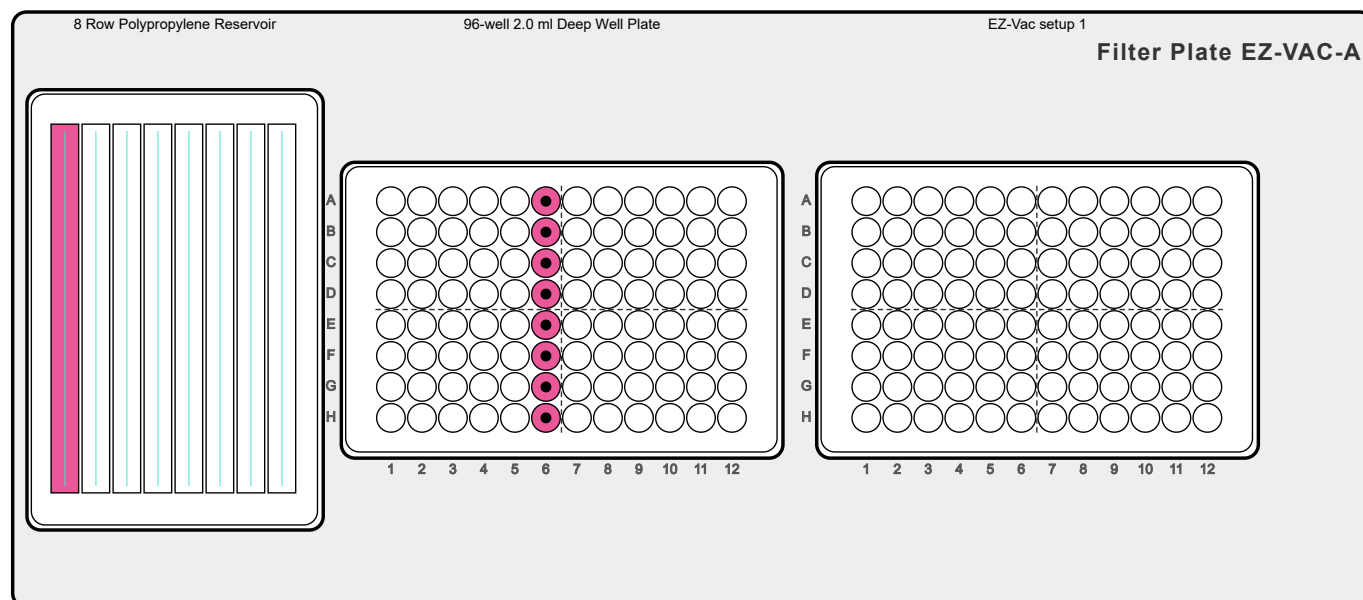 8 Row Polypropylene Reservoir
96-well 2.0 ml Deep Well Plate
EZ-Vac setup 1
Filter Plate EZ-VAC-A
A
B
C
D
E
F
G
H
1 2 3 4 5 6 7 8 9 10 11 12
A
B
C
D
E
F
G
H
1 2 3 4 5 6 7 8 9 10 11 12